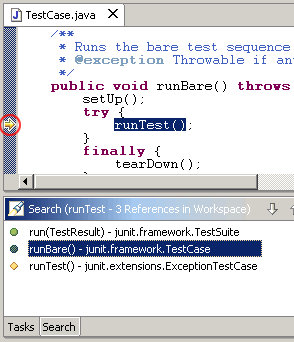 TestCase.java
/**
* Runs the bare test sequence
* @exception Throwable if an
*/
public void runBare() throws
setUp();
try {
runTest();
}
finally {
tearDown();
}
Search (runTest - 3 References in Workspace)
run(TestResult) - junit.framework.TestSuite
runBare() - junit.framework.TestCase
runTest() - junit.extensions.ExceptionTestCase
Tasks Search